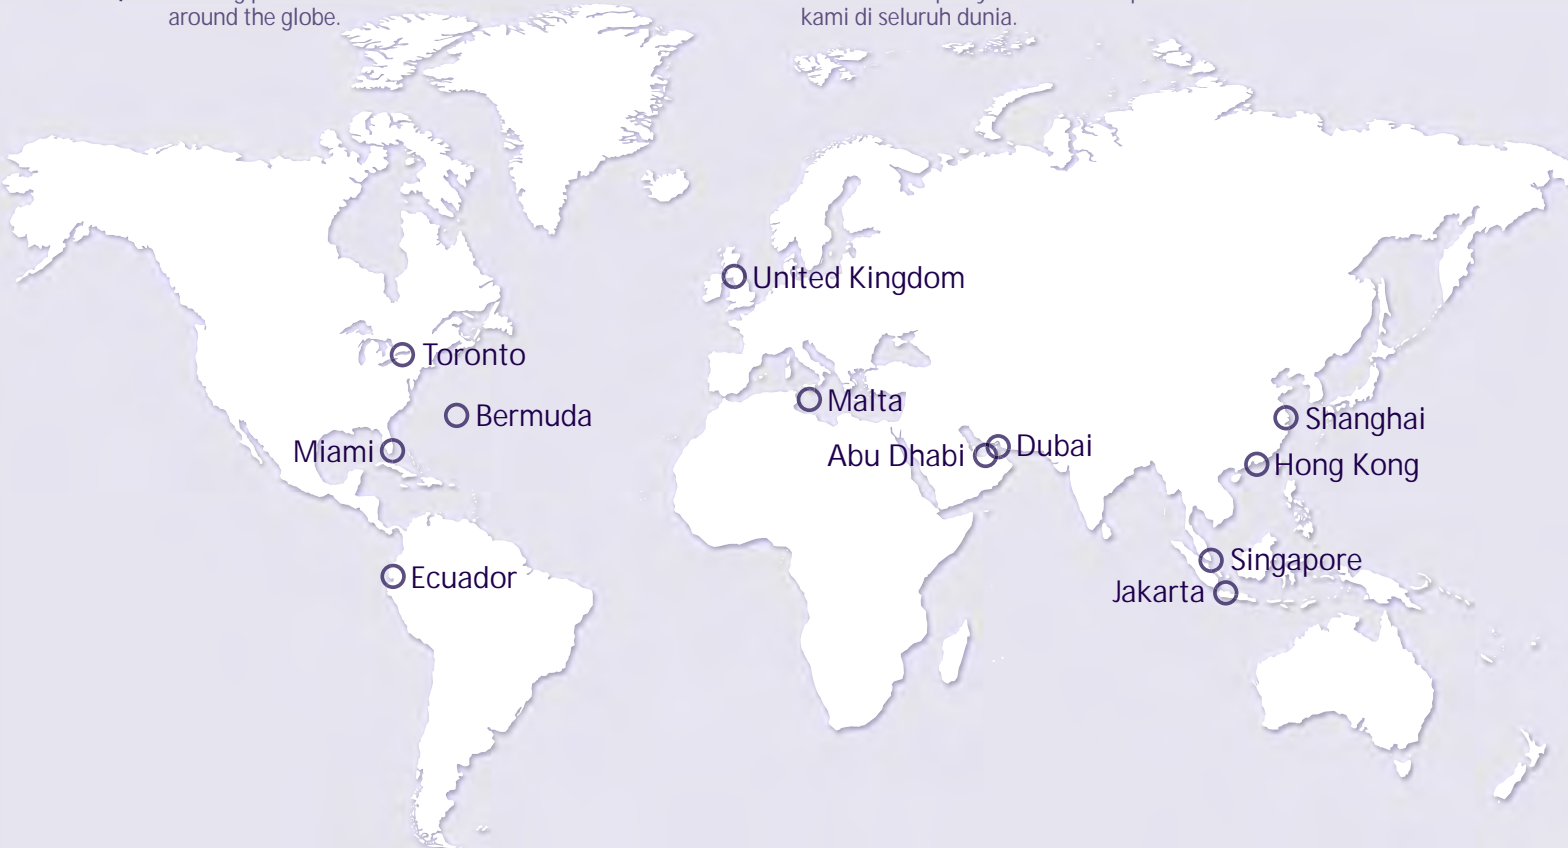 around the globe.
kami di seluruh dunia.
United Kingdom
Toronto
Malta
Bermuda
Shanghai
Miami
Abu Dhabi
Dubai
Hong Kong
Singapore
Ecuador
Jakarta